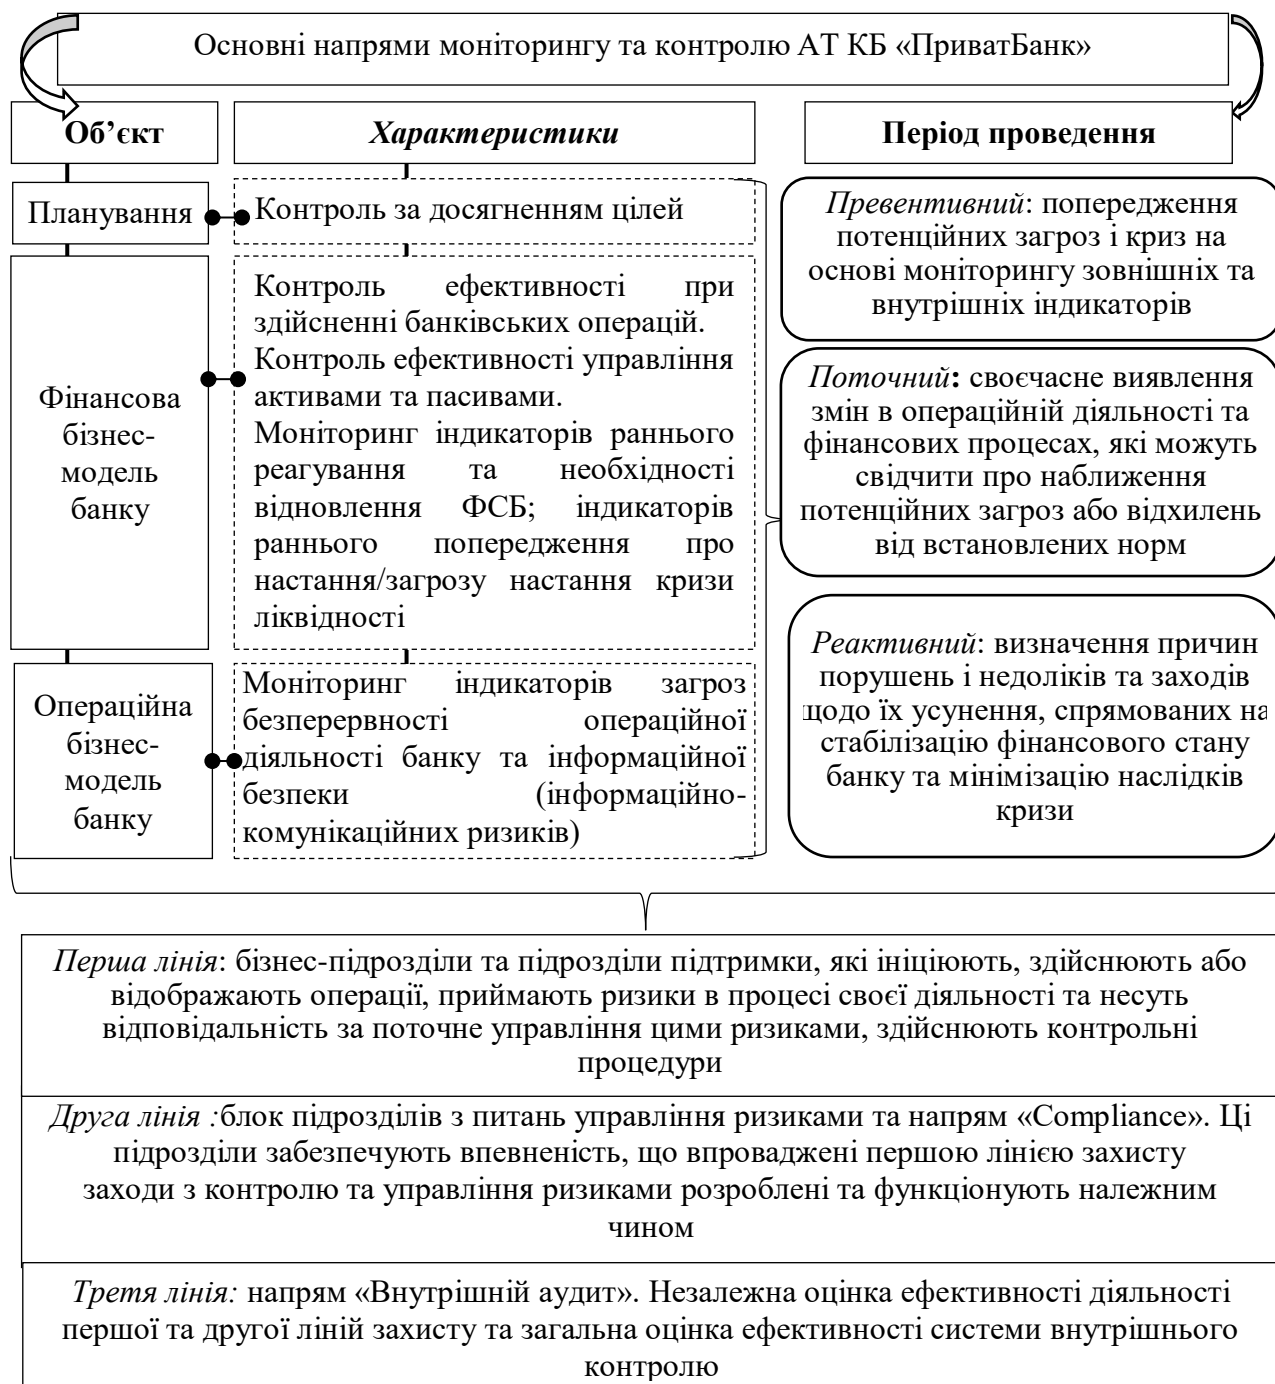 Основні напрями моніторингу та контролю АТ КБ «ПриватБанк»
Об’єкт
Характеристики
Період проведення
Планування
Контроль за досягненням цілей
Фінансова
бізнес-
модель
банку
Контроль ефективності при
здійсненні банківських операцій.
Контроль ефективності управління
активами та пасивами.
Моніторинг індикаторів раннього
реагування та необхідності
відновлення ФСБ; індикаторів
раннього попередження про
настання/загрозу настання кризи
ліквідності
Операційна
бізнес-
модель
банку
Моніторинг індикаторів загроз
безперервності операційної
діяльності банку та інформаційної
безпеки (інформаційно-
комунікаційних ризиків)
Превентивний: попередження
потенційних загроз і криз на
основі моніторингу зовнішніх та
внутрішніх індикаторів
Поточний: своєчасне виявлення
змін в операційній діяльності та
фінансових процесах, які можуть
свідчити про наближення
потенційних загроз або відхилень
від встановлених норм
Реактивний: визначення причин
порушень і недоліків та заходів
щодо їх усунення, спрямованих на
стабілізацію фінансового стану
банку та мінімізацію наслідків
кризи
Перша лінія: бізнес-підрозділи та підрозділи підтримки, які ініціюють, здійснюють або
відображають операції, приймають ризики в процесі своєї діяльності та несуть
відповідальність за поточне управління цими ризиками, здійснюють контрольні
процедури
Друга лінія :блок підрозділів з питань управління ризиками та напрям «Compliance». Ці
підрозділи забезпечують впевненість, що впроваджені першою лінією захисту
заходи з контролю та управління ризиками розроблені та функціонують належним
чином
Третя лінія: напрям «Внутрішній аудит». Незалежна оцінка ефективності діяльності
першої та другої ліній захисту та загальна оцінка ефективності системи внутрішнього
контролю